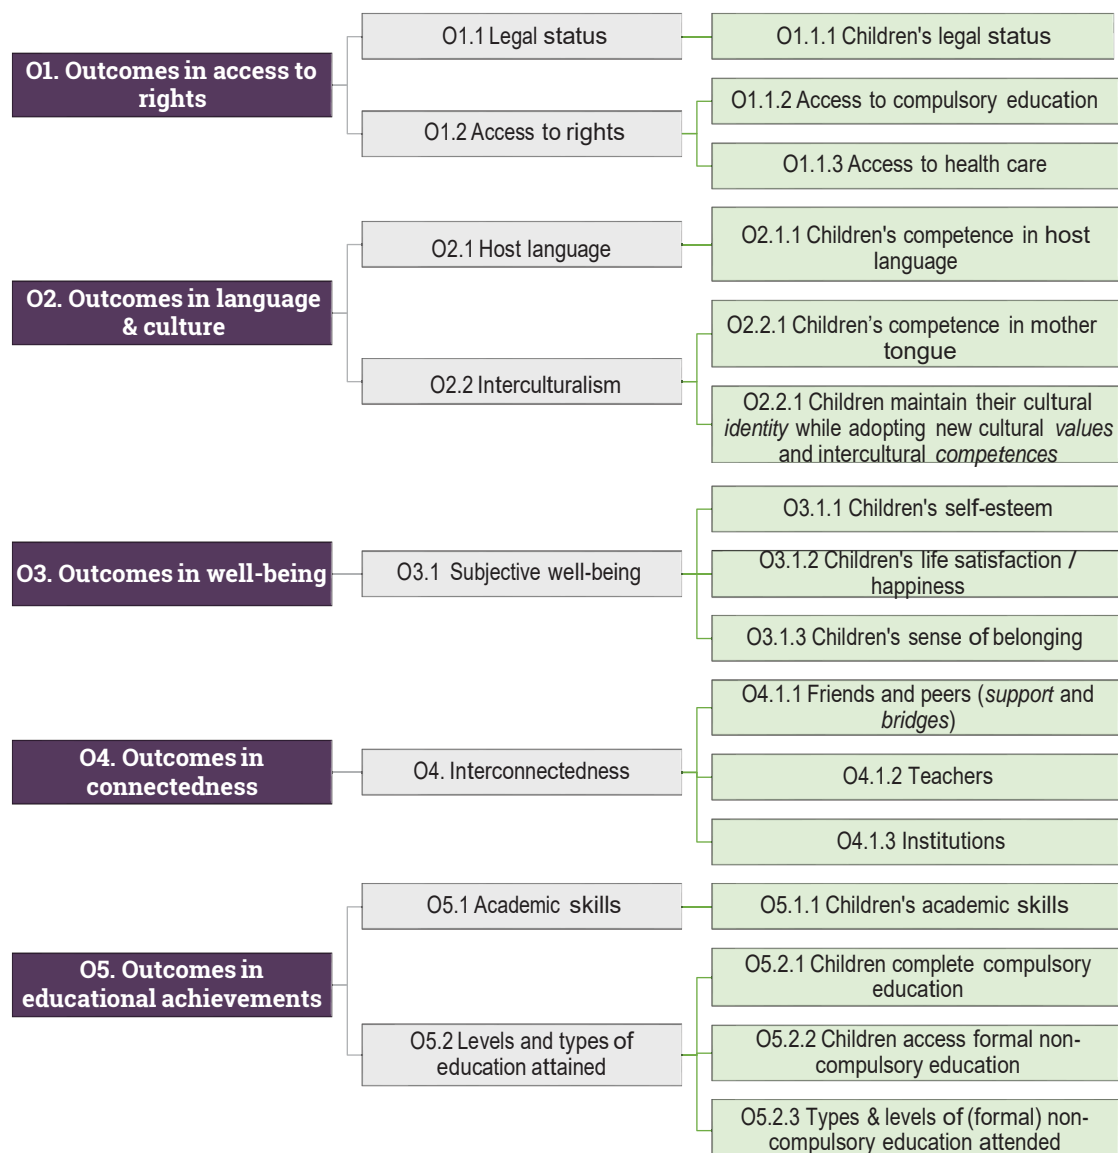 O1. Outcomes in access to
rights
O1.1 Legal status
O1.1.1 Children's legal status
O1.2 Access to rights
O1.1.2 Access to compulsory education
O1.1.3 Access to health care
O2. Outcomes in language
& culture
O2.1 Host language
O2.1.1 Children's competence in host
language
O2.2 Interculturalism
O2.2.1 Children’s competence in mother
tongue
O2.2.1 Children maintain their cultural
identity while adopting new cultural values
and intercultural competences
O3. Outcomes in well-being
O3.1 Subjective well-being
O3.1.1 Children's self-esteem
O3.1.2 Children's life satisfaction /
happiness
O3.1.3 Children's sense of belonging
O4. Outcomes in
connectedness
O4. Interconnectedness
O4.1.1 Friends and peers (support and
bridges)
O4.1.2 Teachers
O4.1.3 Institutions
O5. Outcomes in
educational achievements
O5.1 Academic skills
O5.1.1 Children's academic skills
O5.2 Levels and types of
education attained
O5.2.1 Children complete compulsory
education
O5.2.2 Children access formal non-
compulsory education
O5.2.3 Types & levels of (formal) non-
compulsory education attended